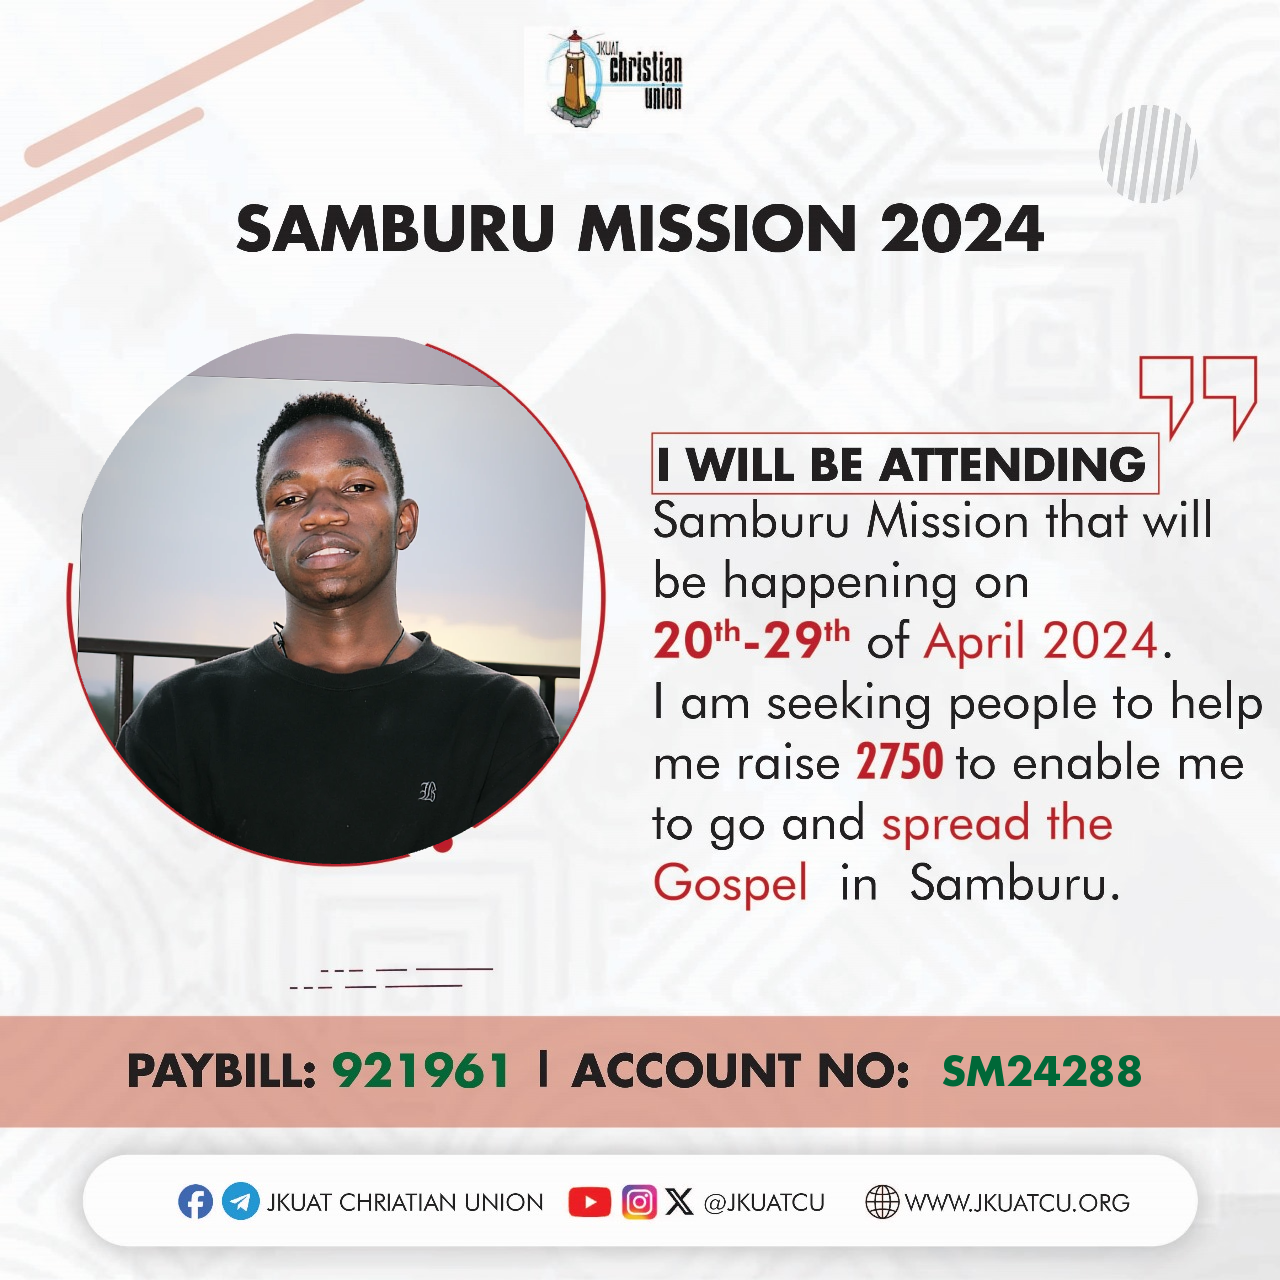 JKUAT
christian
union
SAMBURU MISSION 2024
I WILL BE ATTENDING
Samburu Mission that will
be happening on
20th-29th of April 2024.
I am seeking people to help
me raise 2750 to enable me
to go and spread the
Gospel in Samburu.
PAYBILL: 921961 | ACCOUNT NO: SM24288
JKUAT CHRIATIAN UNION @JKUATCU WWW.JKUATCU.ORG